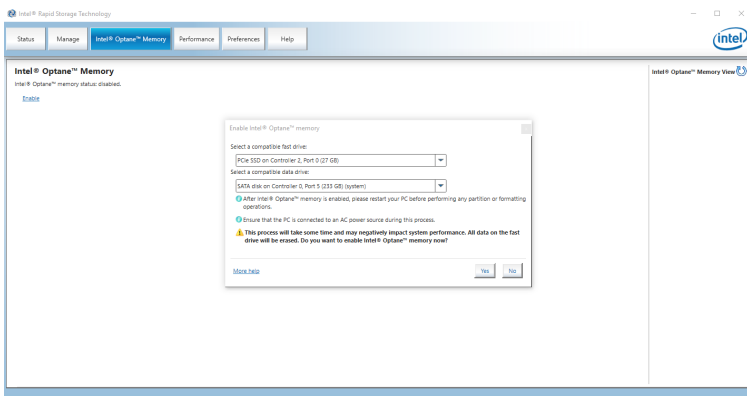 Intel® Rapid Storage Technology
Status Manage Intel® Optane™ Memory Performance Preferences Help
intel
Intel® Optane™ Memory
Intel® Optane™ memory status: disabled.
Enable
Intel® Optane™ Memory View
Enable Intel® Optane™ memory
Select a compatible fast drive:
PCIe SSD on Controller 2, Port 0 (27 GB)
Select a compatible data drive:
SATA disk on Controller 0, Port 5 (233 GB) (system)
After Intel® Optane™ memory is enabled, please restart your PC before performing any partition or formatting
operations.
Ensure that the PC is connected to an AC power source during this process.
This process will take some time and may negatively impact system performance. All data on the fast
drive will be erased. Do you want to enable Intel® Optane™ memory now?
More help
Yes No